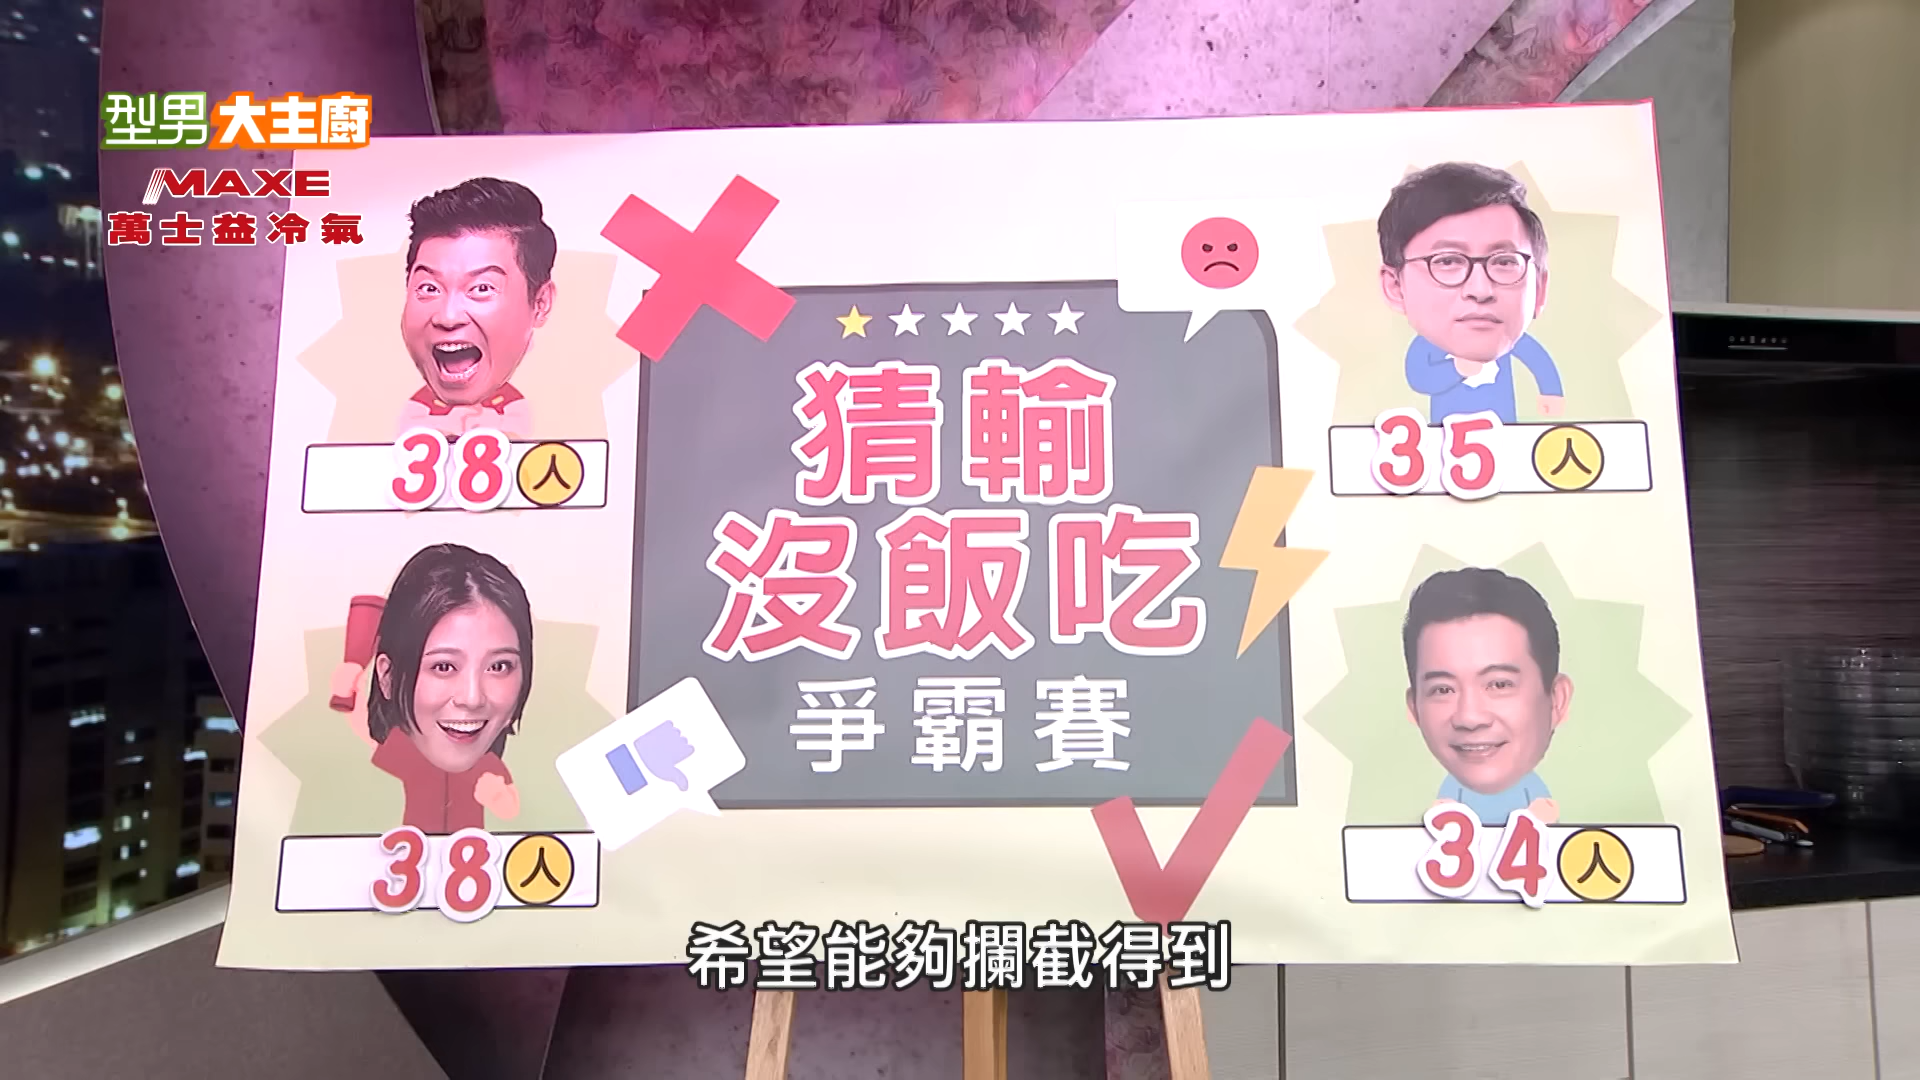 型男大主廚
MAXE
萬士益冷氣
38人
35人
猜輸
沒飯吃
爭霸賽
38人
34人
希望能夠攔截得到